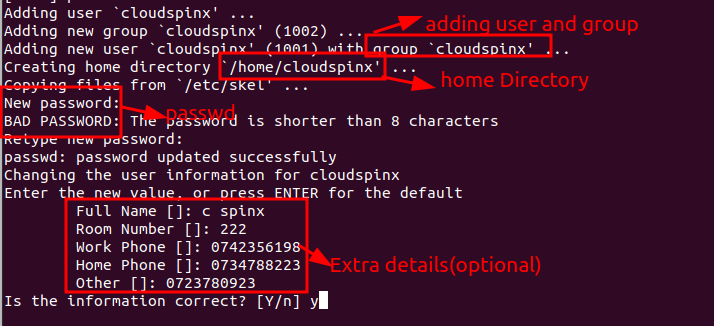 Adding user `cloudspinx' ...
Adding new group `cloudspinx' (1002) ...
adding user and group
Adding new user `cloudspinx' (1001) with group `cloudspinx' ...
Creating home directory `/home/cloudspinx' ...
home Directory
Copying files from `/etc/skel' ...
New password:
passwd
BAD PASSWORD: The password is shorter than 8 characters
Retype new password:
passwd: password updated successfully
Changing the user information for cloudspinx
Enter the new value, or press ENTER for the default
Full Name []: c spinx
Room Number []: 222
Work Phone []: 0742356198
Home Phone []: 0734788223
Extra details(optional)
Other []: 0723780923
Is the information correct? [Y/n] y